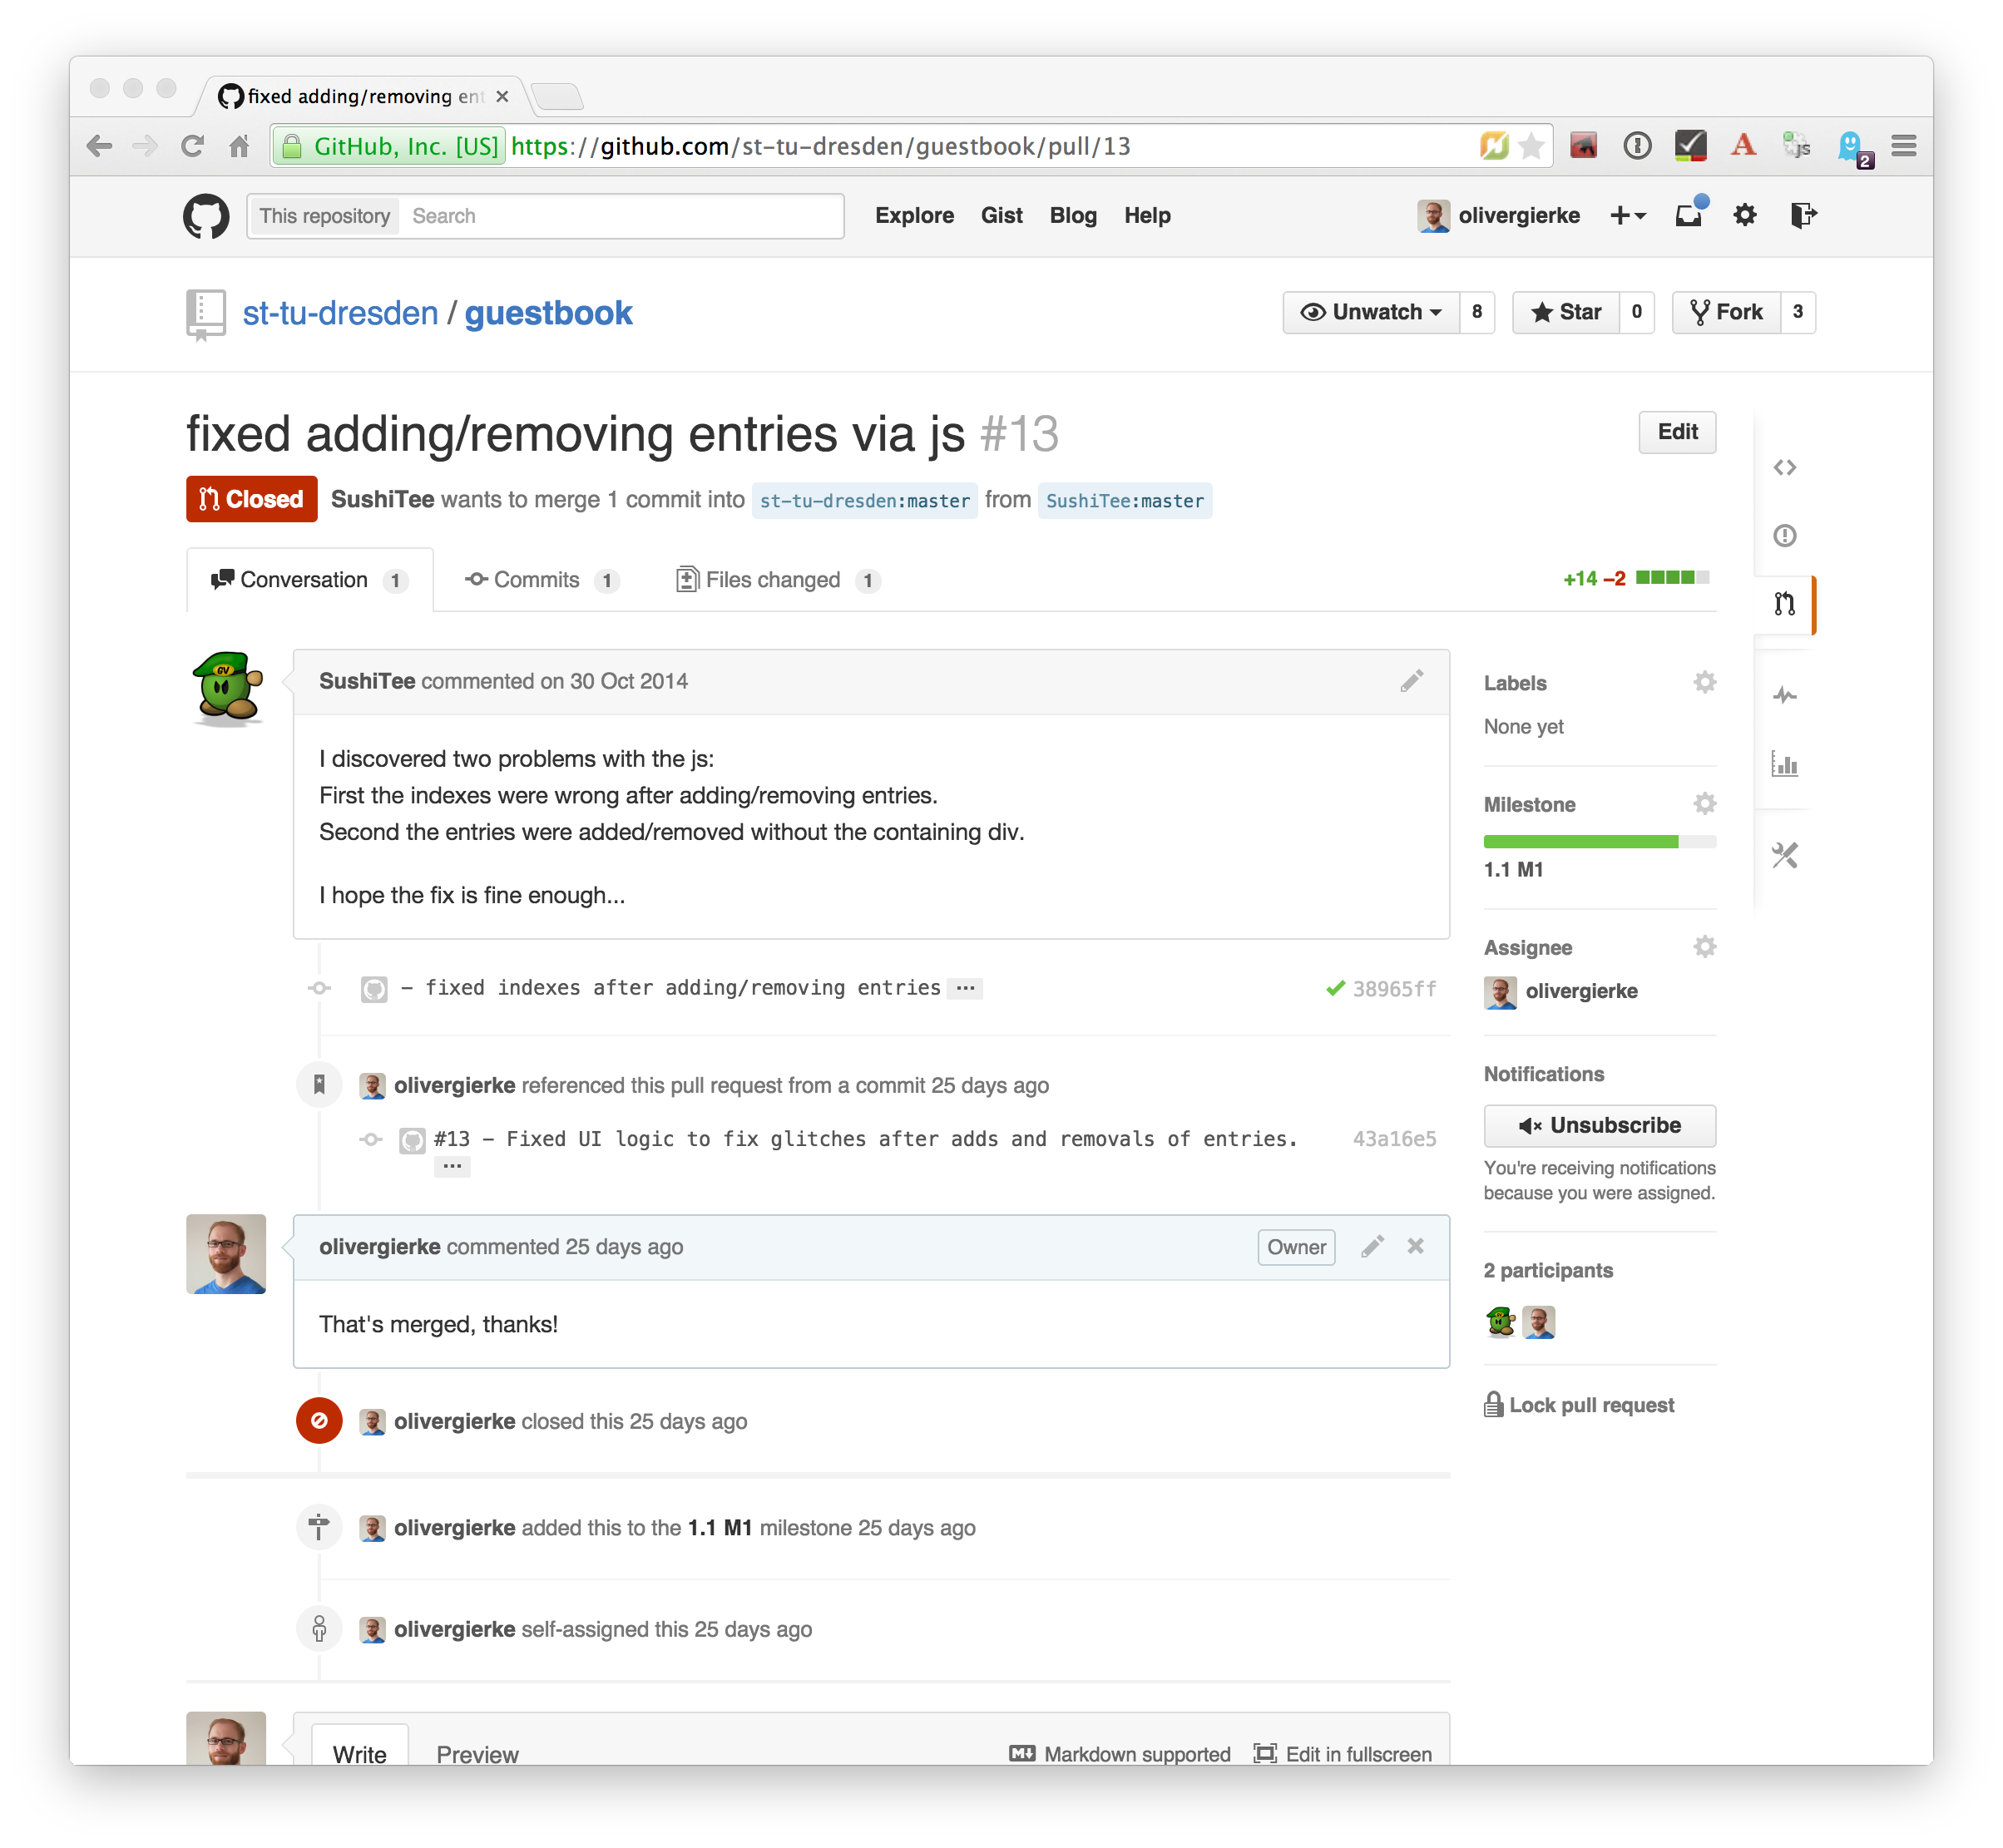 fixed adding/removing ent
GitHub, Inc. [US] https://github.com/st-tu-dresden/guestbook/pull/13
2
This repository Search Explore Gist Blog Help olivergierke
st-tu-dresden / guestbook Unwatch 8 Star 0 Fork 3
fixed adding/removing entries via js #13 Edit
Closed SushiTee wants to merge 1 commit into st-tu-dresden:master from SushiTee:master
Conversation 1 Commits 1 Files changed 1 +14 −2
SushiTee commented on 30 Oct 2014
I discovered two problems with the js:
First the indexes were wrong after adding/removing entries.
Second the entries were added/removed without the containing div.
I hope the fix is fine enough...
– fixed indexes after adding/removing entries … 38965ff
olivergierke referenced this pull request from a commit 25 days ago
#13 – Fixed UI logic to fix glitches after adds and removals of entries. 43a16e5
…
olivergierke commented 25 days ago Owner
That's merged, thanks!
olivergierke closed this 25 days ago
olivergierke added this to the 1.1 M1 milestone 25 days ago
olivergierke self-assigned this 25 days ago
Write Preview Markdown supported Edit in fullscreen
Labels
None yet
Milestone
1.1 M1
Assignee
olivergierke
Notifications
Unsubscribe
You're receiving notifications
because you were assigned.
2 participants
Lock pull request